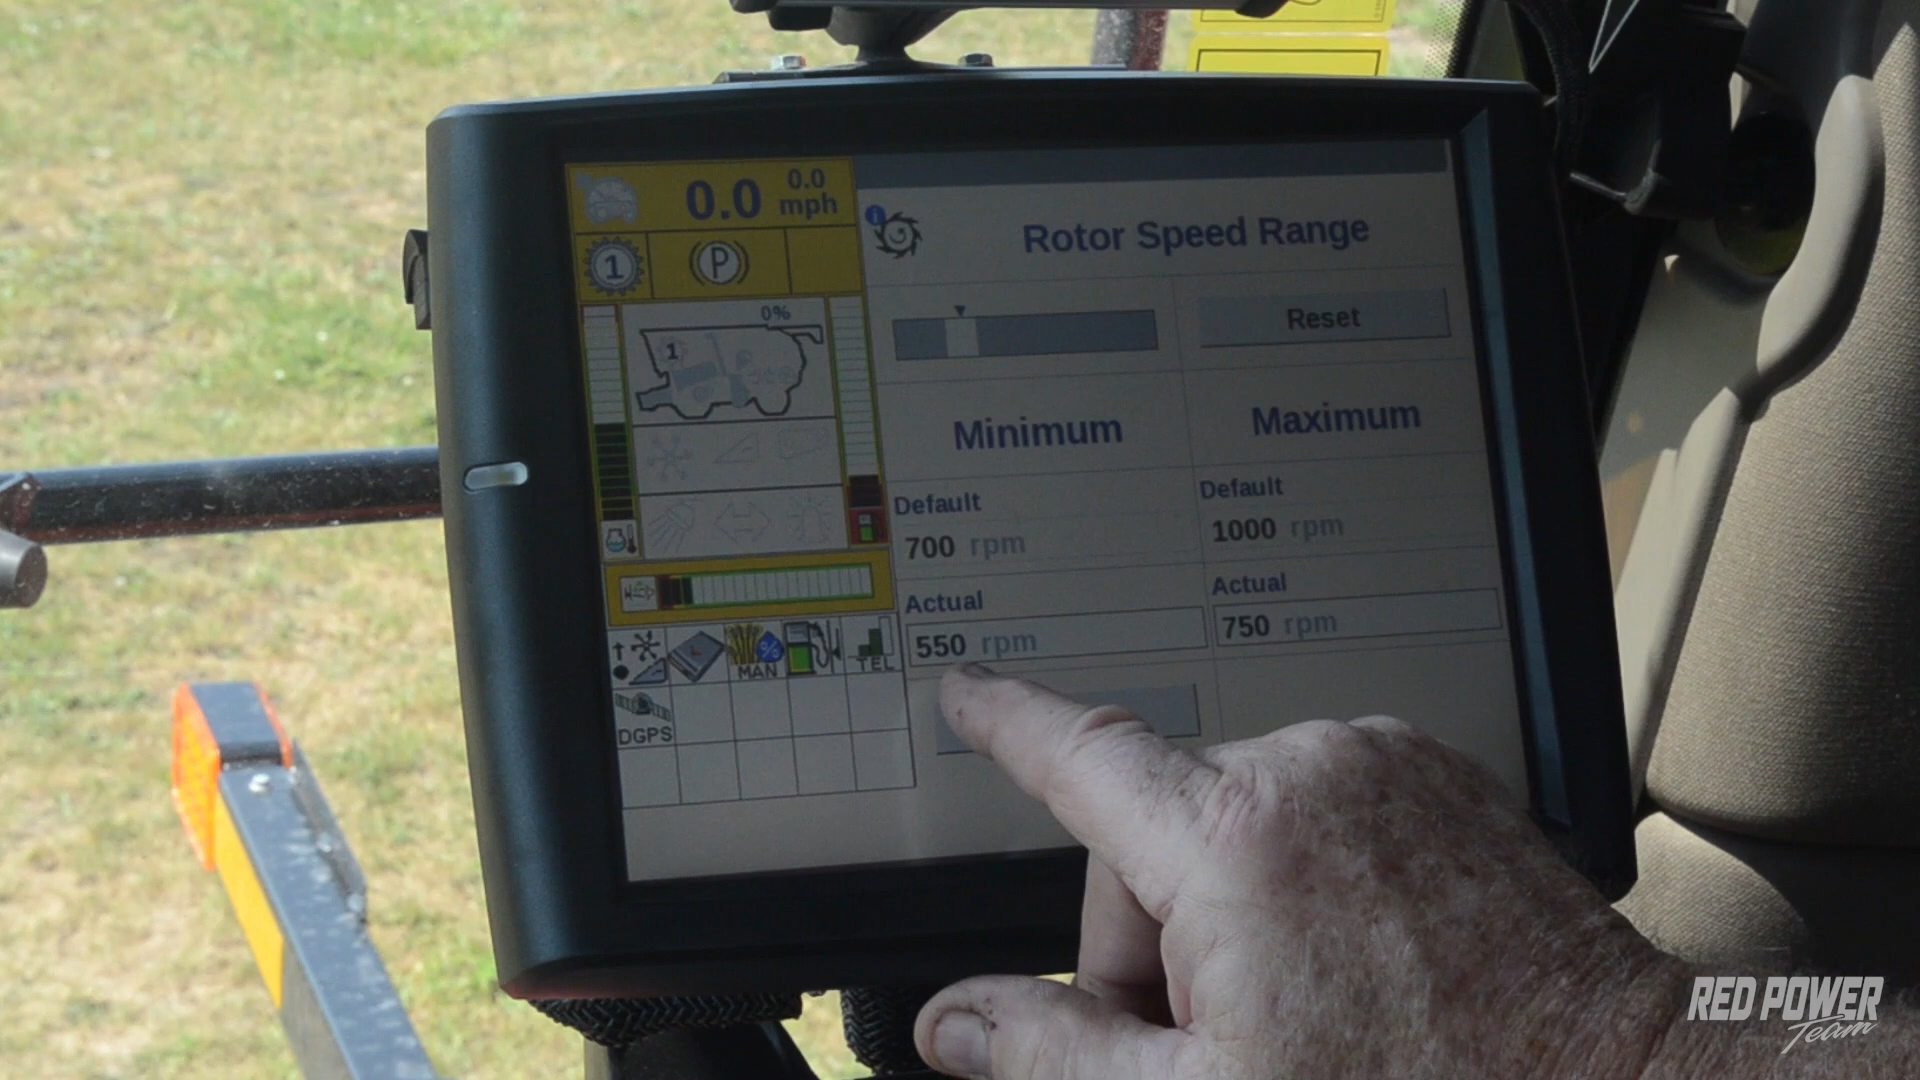 0.0
0.0
mph
1
P
0%
1
Rotor Speed Range
Reset
Minimum
Maximum
Default
700 rpm
Default
1000 rpm
Actual
550 rpm
Actual
750 rpm
%
MAN
TEL
DGPS
RED POWER
Team